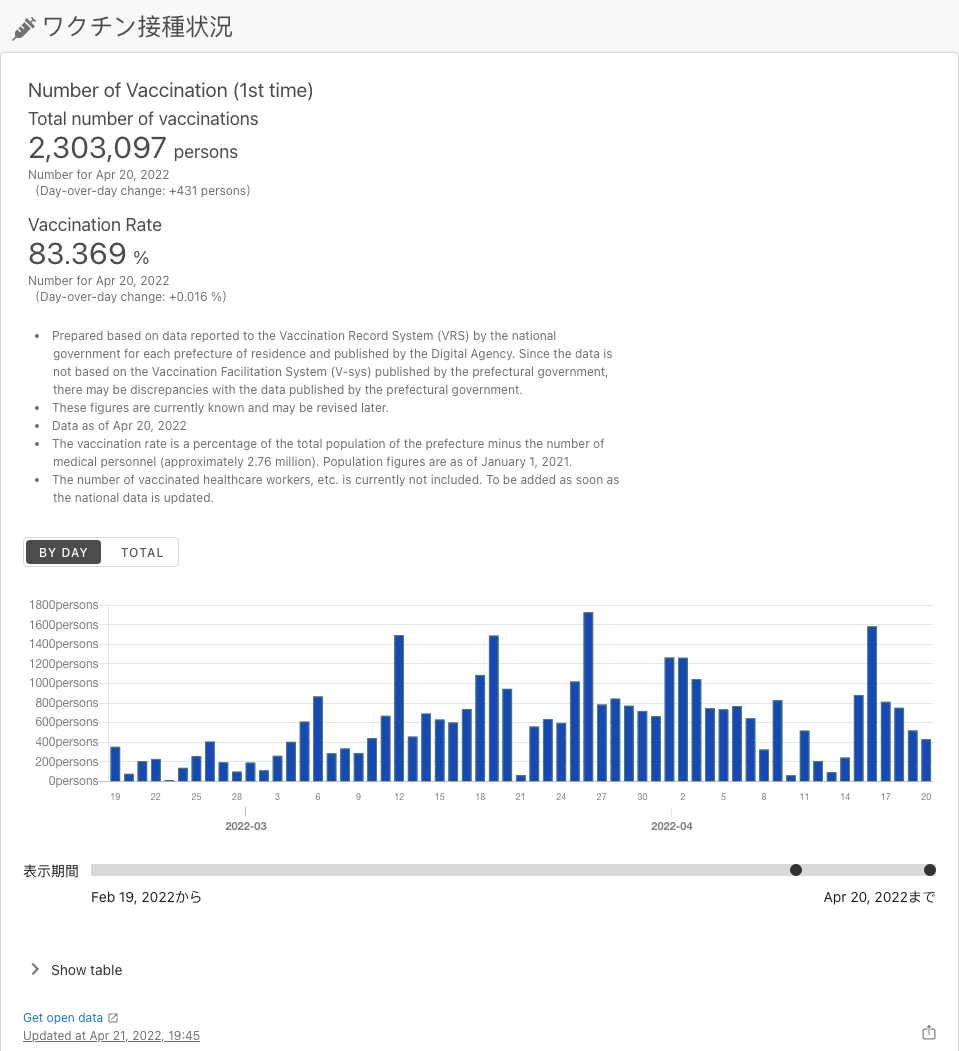 ワクチン接種状況
Number of Vaccination (1st time)
Total number of vaccinations
2,303,097 persons
Number for Apr 20, 2022
(Day-over-day change: +431 persons)
Vaccination Rate
83.369 %
Number for Apr 20, 2022
(Day-over-day change: +0.016 %)
• Prepared based on data reported to the Vaccination Record System (VRS) by the national
government for each prefecture of residence and published by the Digital Agency. Since the data is
not based on the Vaccination Facilitation System (V-sys) published by the prefectural government,
there may be discrepancies with the data published by the prefectural government.
• These figures are currently known and may be revised later.
• Data as of Apr 20, 2022
• The vaccination rate is a percentage of the total population of the prefecture minus the number of
medical personnel (approximately 2.76 million). Population figures are as of January 1, 2021.
• The number of vaccinated healthcare workers, etc. is currently not included. To be added as soon as
the national data is updated.
BY DAY TOTAL
1800persons
1600persons
1400persons
1200persons
1000persons
800persons
600persons
400persons
200persons
0persons
19 22 25 28 3 6 9 12 15 18 21 24 27 30 2 5 8 11 14 17 20
2022-03 2022-04
表示期間
Feb 19, 2022から Apr 20, 2022まで
Show table
Get open data
Updated at Apr 21, 2022, 19:45